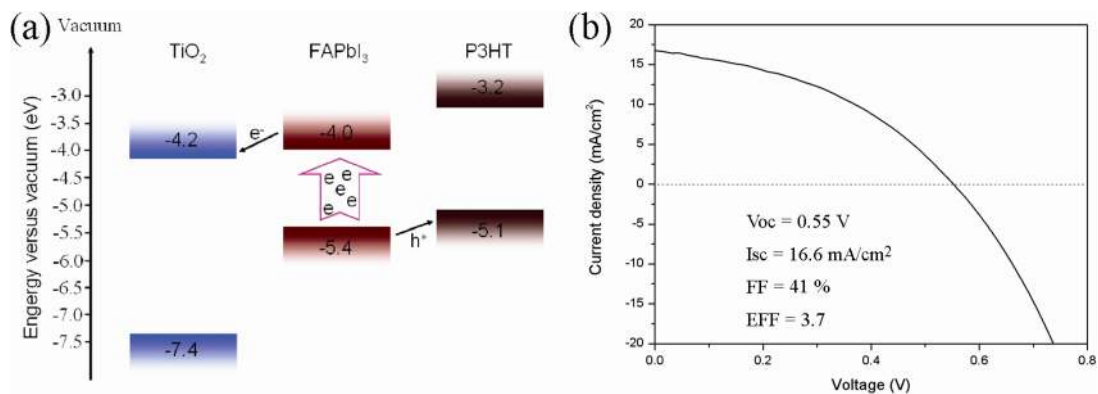 (a)
Vacuum
TiO2
FAPbI3
P3HT
Engergy versus vacuum (eV)
-3.0
-3.5
-4.0
-4.5
-5.0
-5.5
-6.0
-6.5
-7.0
-7.5
-4.2
e-
-4.0
-3.2
e e
e
e e
-5.4
h+
-5.1
-7.4
(b)
Current density (mA/cm2)
20
15
10
5
0
-5
-10
-15
-20
Voc = 0.55 V
Isc = 16.6 mA/cm2
FF = 41 %
EFF = 3.7
0.0 0.2 0.4 0.6 0.8
Voltage (V)